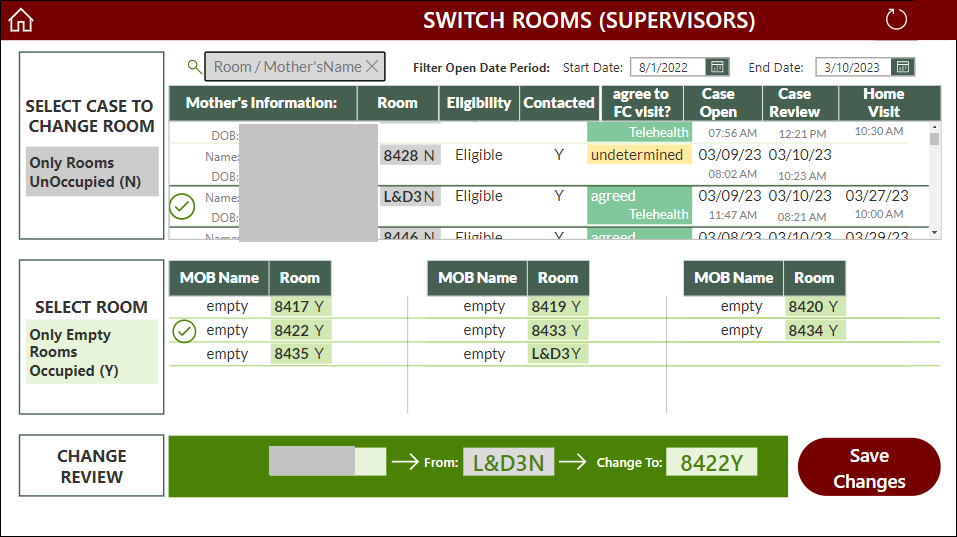 SWITCH ROOMS (SUPERVISORS)
SELECT CASE TO
CHANGE ROOM
Only Rooms
UnOccupied (N)
Room / Mother'sName
Filter Open Date Period: Start Date: 8/1/2022 End Date: 3/10/2023
Mother's Information: Room Eligibility Contacted agree to FC visit? Case Open Case Review Home Visit
DOB: Telehealth 07:56 AM 12:21 PM 10:30 AM
Name: 8428 N Eligible Y undetermined 03/09/23 03/10/23
DOB: 08:02 AM 10:23 AM
Name: L&D3 N Eligible Y agreed 03/09/23 03/10/23 03/27/23
DOB: Telehealth 11:47 AM 08:21 AM 10:00 AM
Name: 8446 N Eligible Y agreed 03/08/23 03/10/23 03/29/23
SELECT ROOM
Only Empty
Rooms
Occupied (Y)
MOB Name Room MOB Name Room MOB Name Room
empty 8417 Y empty 8419 Y empty 8420 Y
empty 8422 Y empty 8433 Y empty 8434 Y
empty 8435 Y empty L&D3 Y
CHANGE
REVIEW
From: L&D3N Change To: 8422Y
Save
Changes